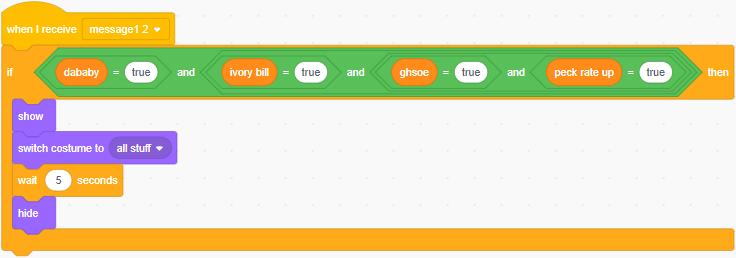 when I receive message1 2
if dababy = true and ivory bill = true and ghsoe = true and peck rate up = true then
show
switch costume to all stuff
wait 5 seconds
hide